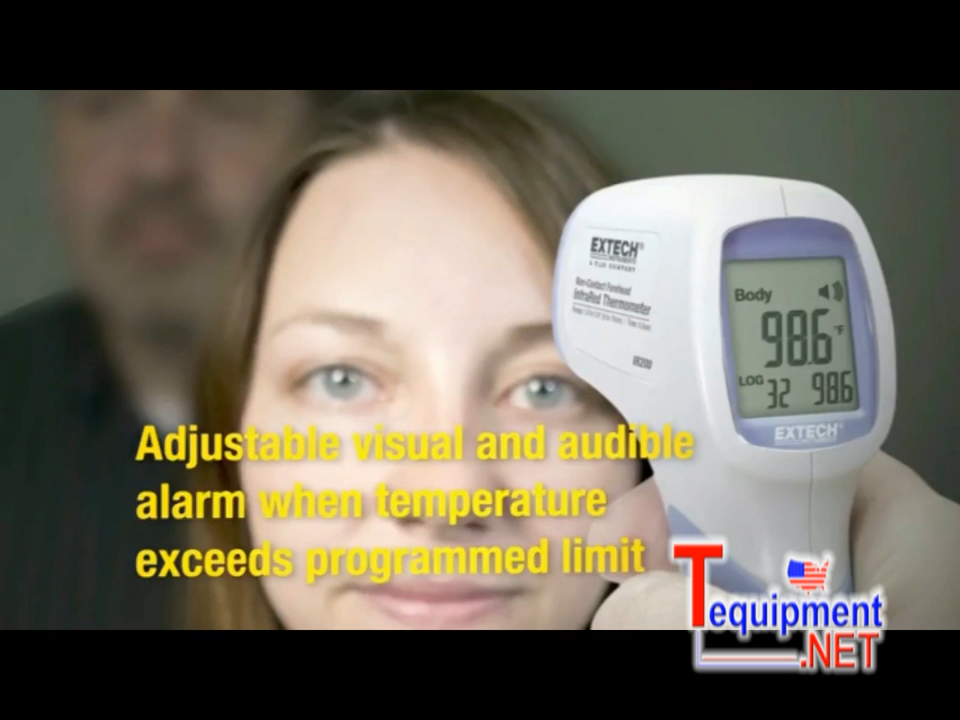 EXTECH
INSTRUMENTS
A FLIR COMPANY
Non-Contact Forehead
InfraRed Thermometer
IR200
Body
98.6 °F
LOG 32 98.6
EXTECH
Adjustable visual and audible
alarm when temperature
exceeds programmed limit
Tequipment
.NET